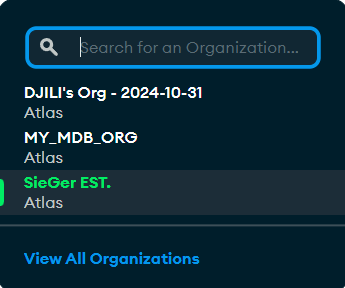 Search for an Organization...
DJILI's Org - 2024-10-31
Atlas
MY_MDB_ORG
Atlas
SieGer EST.
Atlas
View All Organizations